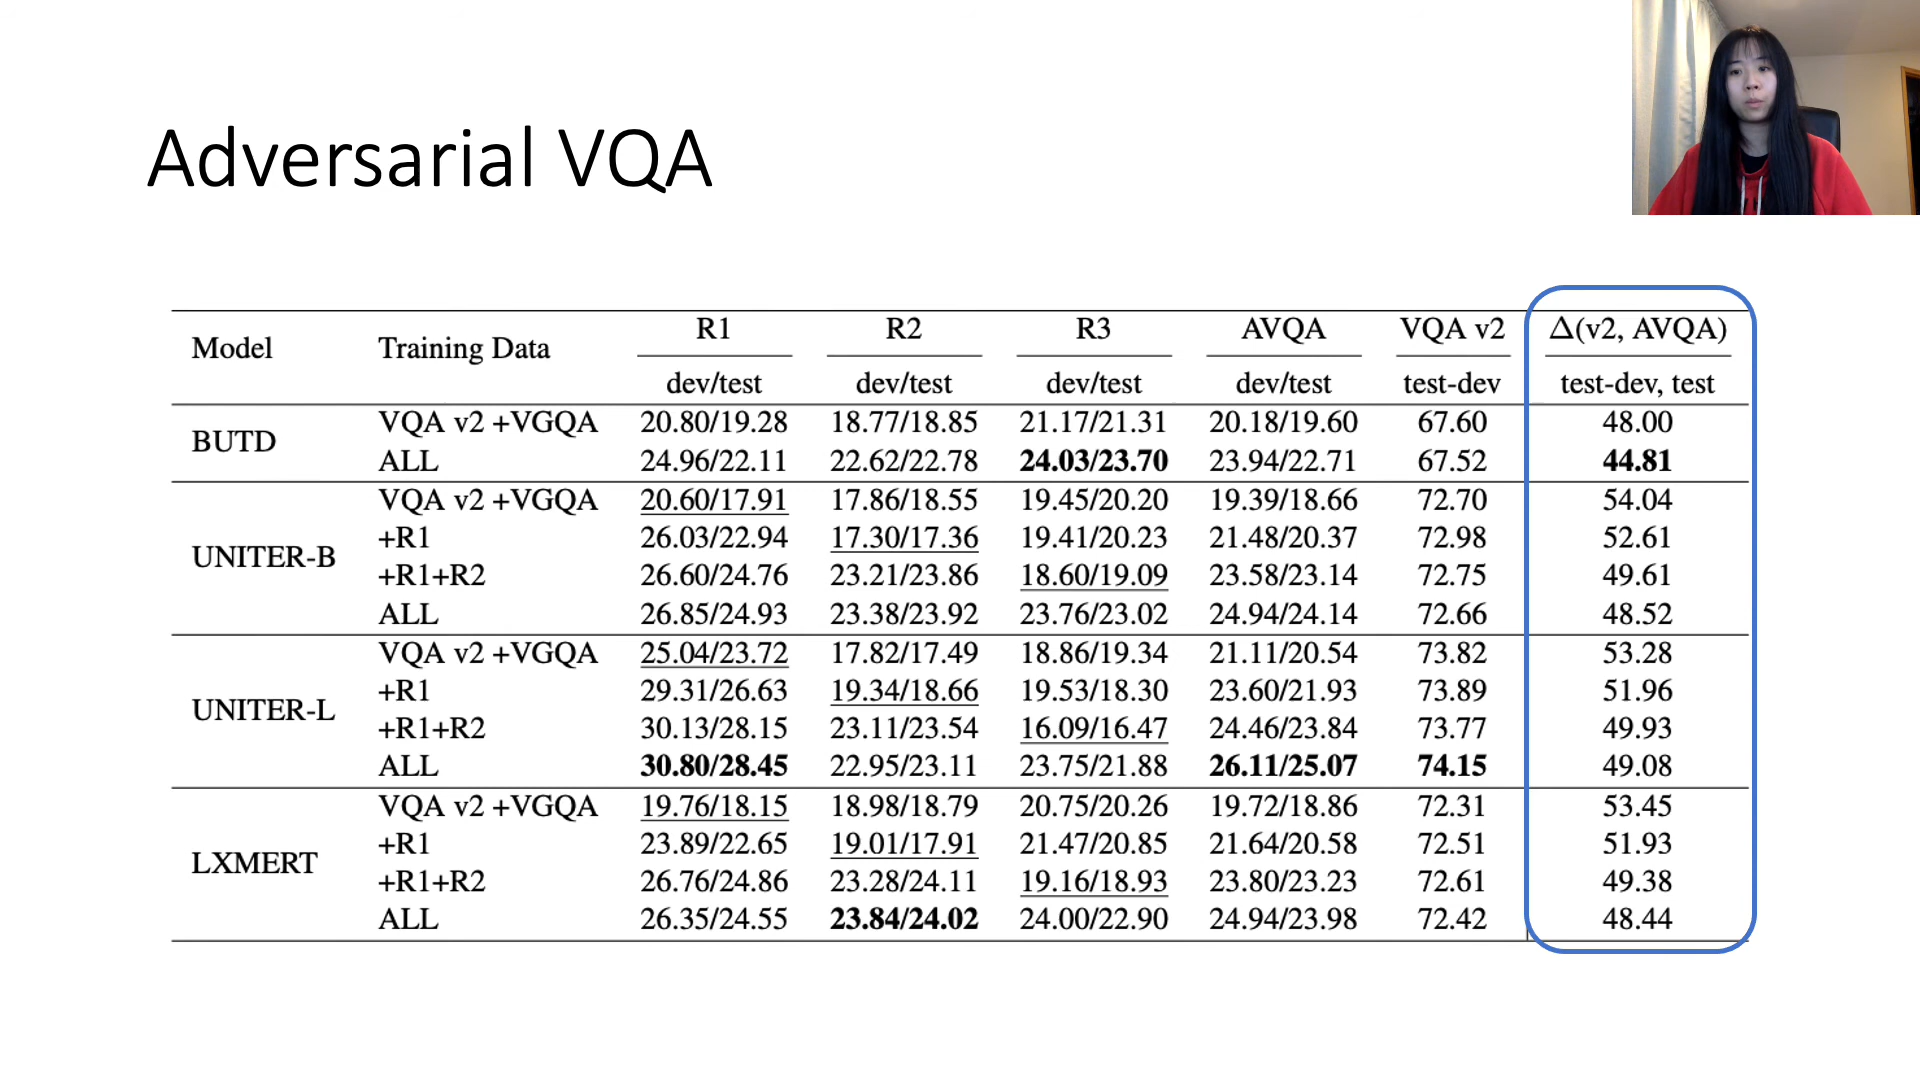 Adversarial VQA
Model Training Data R1 R2 R3 AVQA VQA v2 Δ(v2, AVQA)
dev/test dev/test dev/test dev/test test-dev test-dev, test
BUTD
VQA v2 +VGQA 20.80/19.28 18.77/18.85 21.17/21.31 20.18/19.60 67.60 48.00
ALL 24.96/22.11 22.62/22.78 24.03/23.70 23.94/22.71 67.52 44.81
UNITER-B
VQA v2 +VGQA 20.60/17.91 17.86/18.55 19.45/20.20 19.39/18.66 72.70 54.04
+R1 26.03/22.94 17.30/17.36 19.41/20.23 21.48/20.37 72.98 52.61
+R1+R2 26.60/24.76 23.21/23.86 18.60/19.09 23.58/23.14 72.75 49.61
ALL 26.85/24.93 23.38/23.92 23.76/23.02 24.94/24.14 72.66 48.52
UNITER-L
VQA v2 +VGQA 25.04/23.72 17.82/17.49 18.86/19.34 21.11/20.54 73.82 53.28
+R1 29.31/26.63 19.34/18.66 19.53/18.30 23.60/21.93 73.89 51.96
+R1+R2 30.13/28.15 23.11/23.54 16.09/16.47 24.46/23.84 73.77 49.93
ALL 30.80/28.45 22.95/23.11 23.75/21.88 26.11/25.07 74.15 49.08
LXMERT
VQA v2 +VGQA 19.76/18.15 18.98/18.79 20.75/20.26 19.72/18.86 72.31 53.45
+R1 23.89/22.65 19.01/17.91 21.47/20.85 21.64/20.58 72.51 51.93
+R1+R2 26.76/24.86 23.28/24.11 19.16/18.93 23.80/23.23 72.61 49.38
ALL 26.35/24.55 23.84/24.02 24.00/22.90 24.94/23.98 72.42 48.44